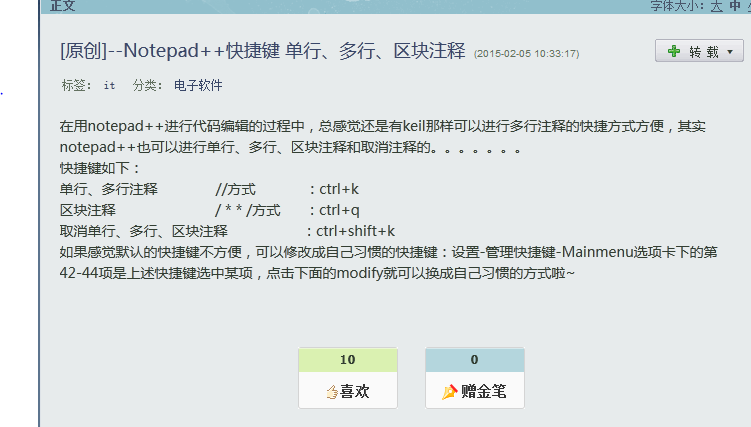 正文
字体大小：大 中
[原创]--Notepad++快捷键 单行、多行、区块注释 (2015-02-05 10:33:17)
转载
标签： it 分类： 电子软件
在用notepad++进行代码编辑的过程中，总感觉还是有keil那样可以进行多行注释的快捷方式方便，其实
notepad++也可以进行单行、多行、区块注释和取消注释的。。。。。。。
快捷键如下：
单行、多行注释 //方式 ：ctrl+k
区块注释 / * * /方式 ：ctrl+q
取消单行、多行、区块注释 ：ctrl+shift+k
如果感觉默认的快捷键不方便，可以修改成自己习惯的快捷键：设置-管理快捷键-Mainmenu选项卡下的第
42-44项是上述快捷键选中某项，点击下面的modify就可以换成自己习惯的方式啦~
10
喜欢
0
赠金笔